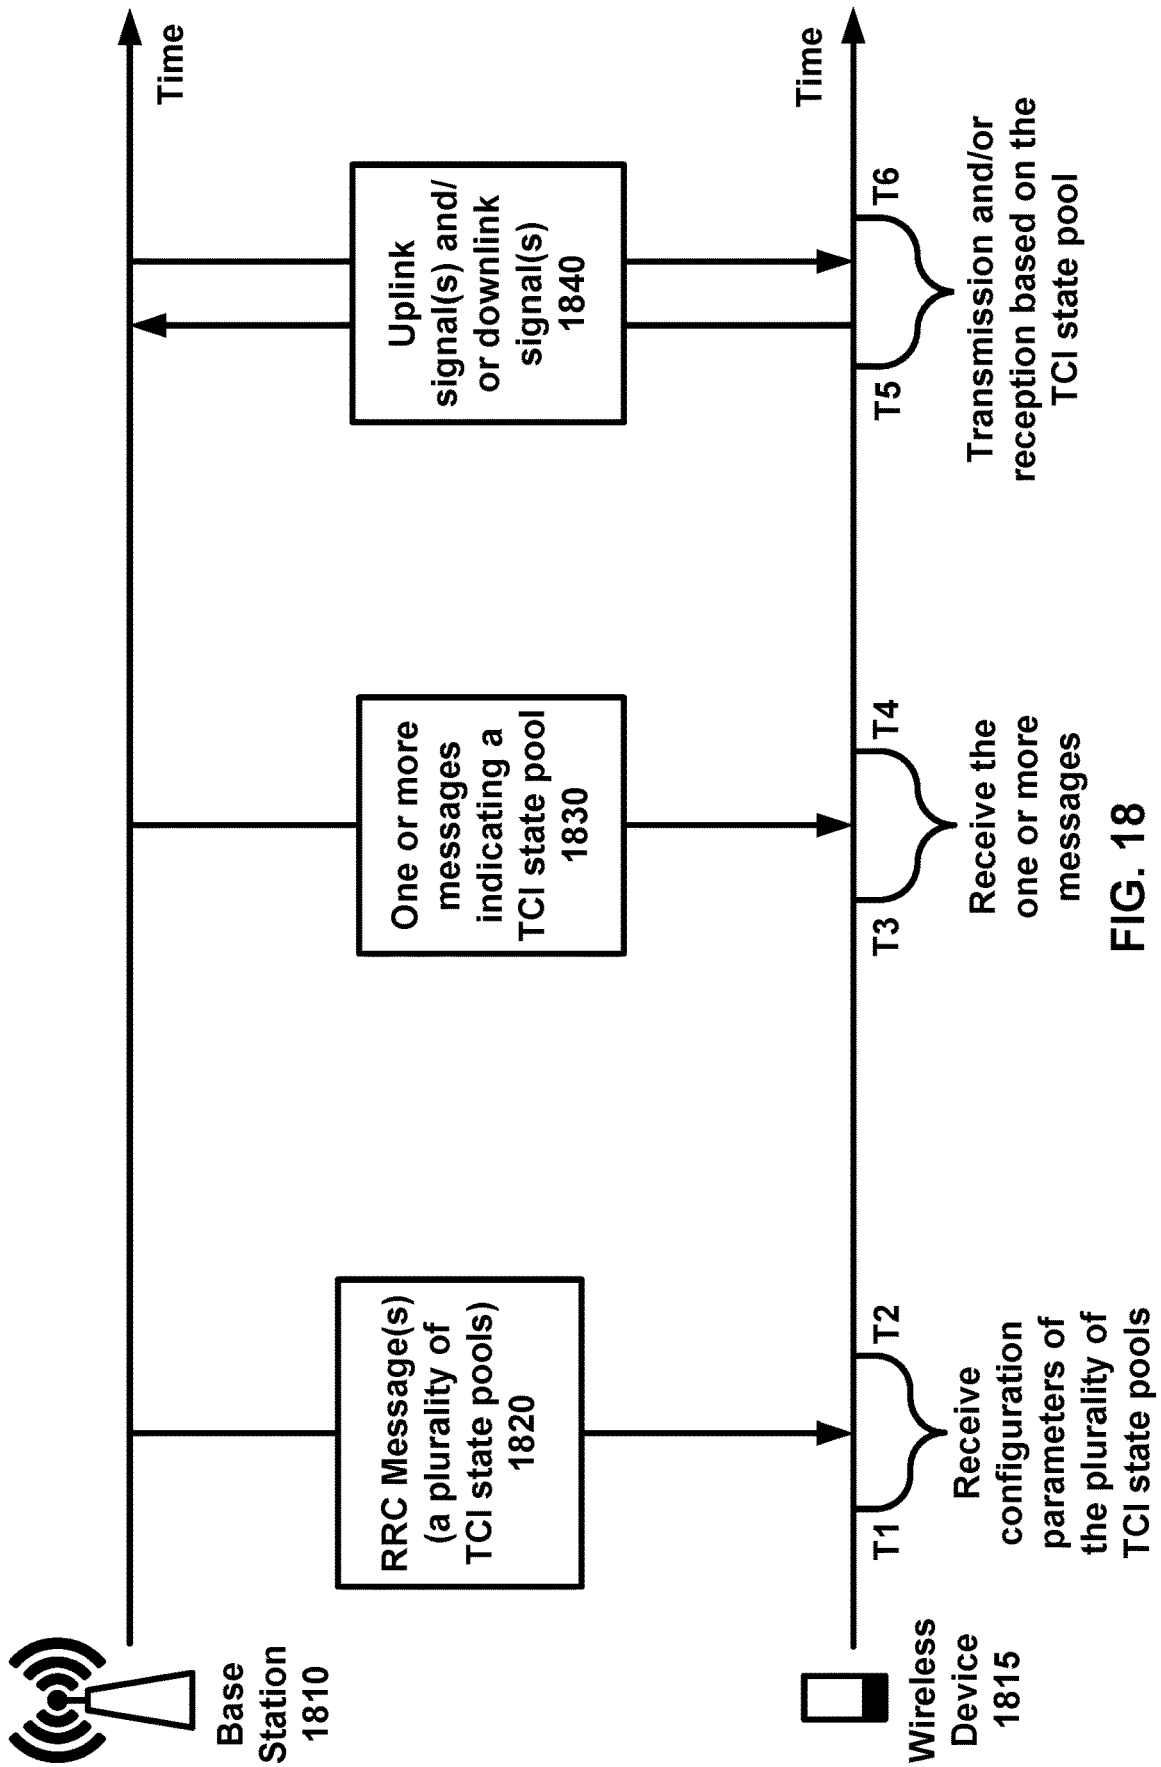 Base
Station
1810
Time
RRC Message(s)
(a plurality of
TCI state pools)
1820
One or more
messages
indicating a
TCI state pool
1830
Uplink
signal(s) and/
or downlink
signal(s)
1840
Wireless
Device
1815
Time
T1
T2
Receive
configuration
parameters of
the plurality of
TCI state pools
T3
T4
Receive the
one or more
messages
T5
T6
Transmission and/or
reception based on the
TCI state pool
FIG. 18